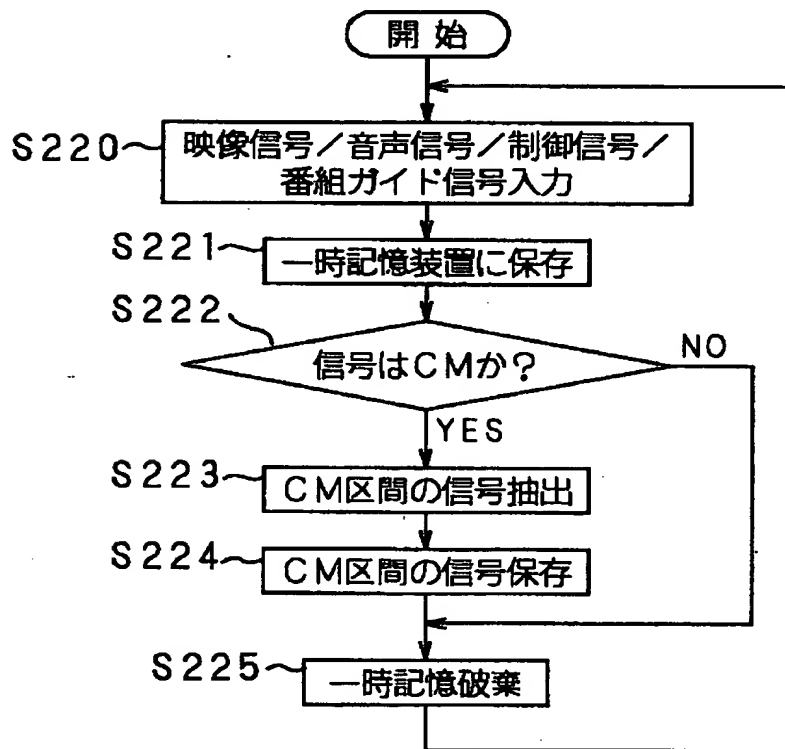 開始
S220
映像信号／音声信号／制御信号／
番組ガイド信号入力
S221
一時記憶装置に保存
S222
信号はCMか？
NO
YES
S223
CM区間の信号抽出
S224
CM区間の信号保存
S225
一時記憶破棄